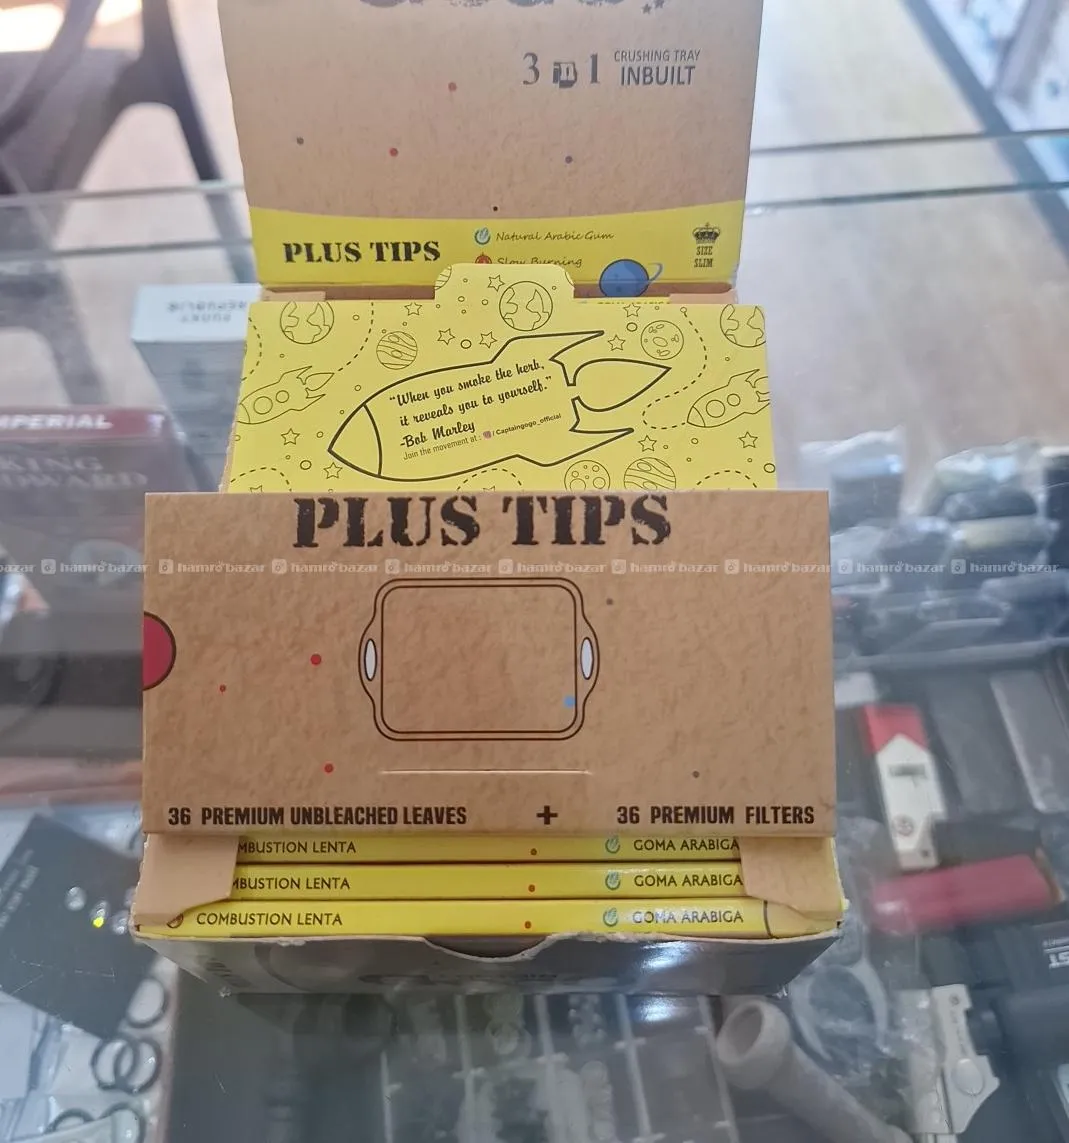 3 in 1 CRUSHING TRAY
INBUILT
PLUS TIPS
Natural Arabic Gum
Slow Burning
SIZE
SLIM
"When you smoke the herb,
it reveals you to yourself."
-Bob Marley
Join the movement at : /Captaingogo_official
IMPERIAL
KING
PLUS TIPS
hamrobazar hamrobazar hamrobazar hamrobazar hamrobazar hamrobazar hamrobazar hamrobazar hamrobazar
36 PREMIUM UNBLEACHED LEAVES + 36 PREMIUM FILTERS
MBUSTION LENTA GOMA ARABIGA
MBUSTION LENTA GOMA ARABIGA
COMBUSTION LENTA GOMA ARABIGA